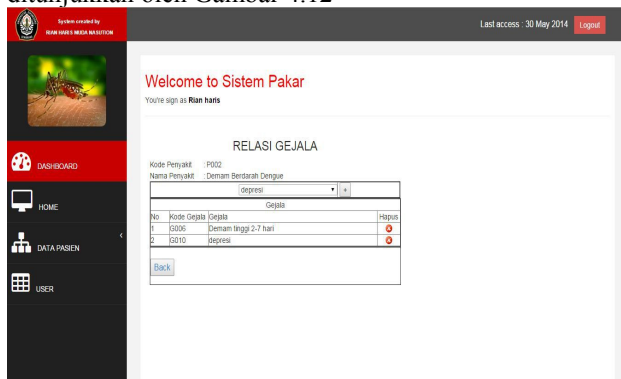 ditunjukkan oleh Gambar 4.12
System created by
RIAN HARIS MUDA NASUTION
Last access : 30 May 2014 Logout
Welcome to Sistem Pakar
You're sign as Rian haris
DASHBOARD
HOME
DATA PASIEN
USER
RELASI GEJALA
Kode Penyakit : P002
Nama Penyakit : Demam Berdarah Dengue
depresi +
Gejala
No Kode Gejala Gejala Hapus
1 G006 Demam tinggi 2-7 hari
2 G010 depresi
Back